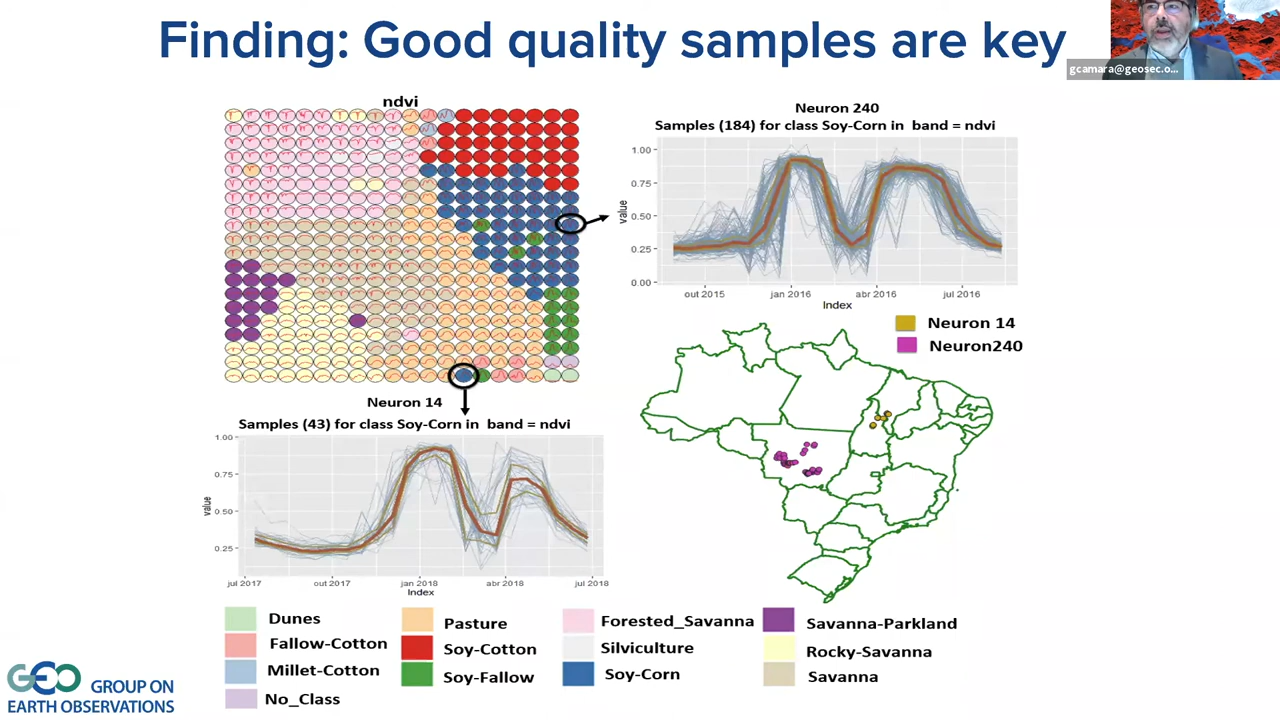 Finding: Good quality samples are key
gcamara@geosec.o...
ndvi
Neuron 240
Samples (184) for class Soy-Corn in band = ndvi
1.00
0.75
0.50
0.25
0.00
value
out 2015
jan 2016
abr 2016
jul 2016
Index
Neuron 14
Neuron240
Neuron 14
Samples (43) for class Soy-Corn in band = ndvi
1.00
0.75
0.50
0.25
value
jul 2017
out 2017
jan 2018
abr 2018
jul 2018
Index
Dunes
Fallow-Cotton
Millet-Cotton
No_Class
Pasture
Soy-Cotton
Soy-Fallow
Forested_Savanna
Silviculture
Soy-Corn
Savanna-Parkland
Rocky-Savanna
Savanna
GEO
GROUP ON
EARTH OBSERVATIONS